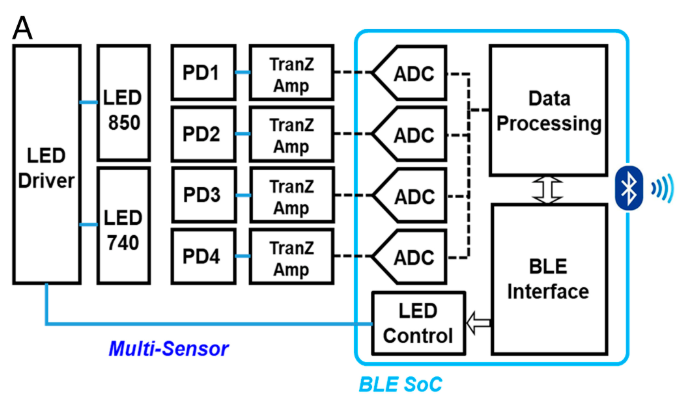 A
LED
Driver
LED
850
LED
740
PD1
TranZ
Amp
ADC
PD2
TranZ
Amp
ADC
PD3
TranZ
Amp
ADC
PD4
TranZ
Amp
ADC
Data
Processing
BLE
Interface
LED
Control
Multi-Sensor
BLE SoC